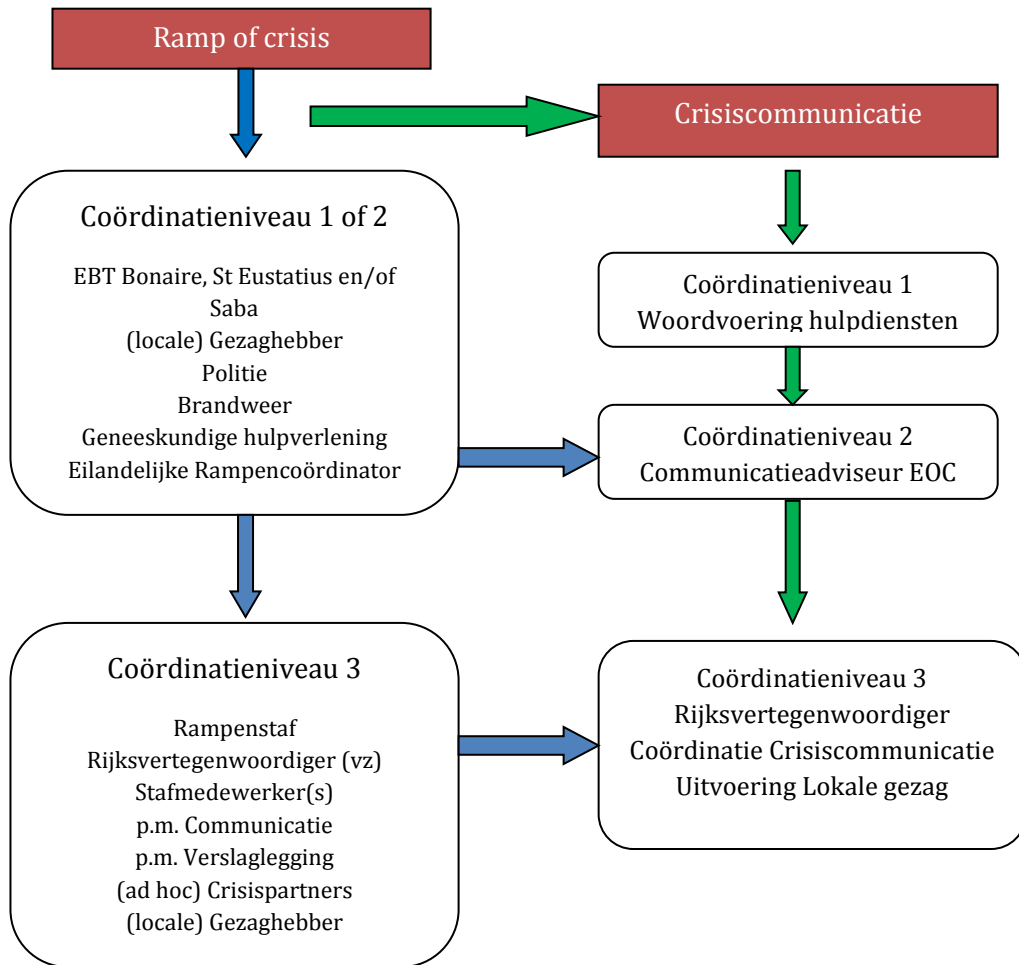 Ramp of crisis
Crisiscommunicatie
Coördinatieniveau 1 of 2
EBT Bonaire, St Eustatius en/of
Saba
(locale) Gezaghebber
Politie
Brandweer
Geneeskundige hulpverlening
Eilandelijke Rampencoördinator
Coördinatieniveau 1
Woordvoering hulpdiensten
Coördinatieniveau 2
Communicatieadviseur EOC
Coördinatieniveau 3
Rampenstaf
Rijksvertegenwoordiger (vz)
Stafmedewerker(s)
p.m. Communicatie
p.m. Verslaglegging
(ad hoc) Crisispartners
(locale) Gezaghebber
Coördinatieniveau 3
Rijksvertegenwoordiger
Coördinatie Crisiscommunicatie
Uitvoering Lokale gezag